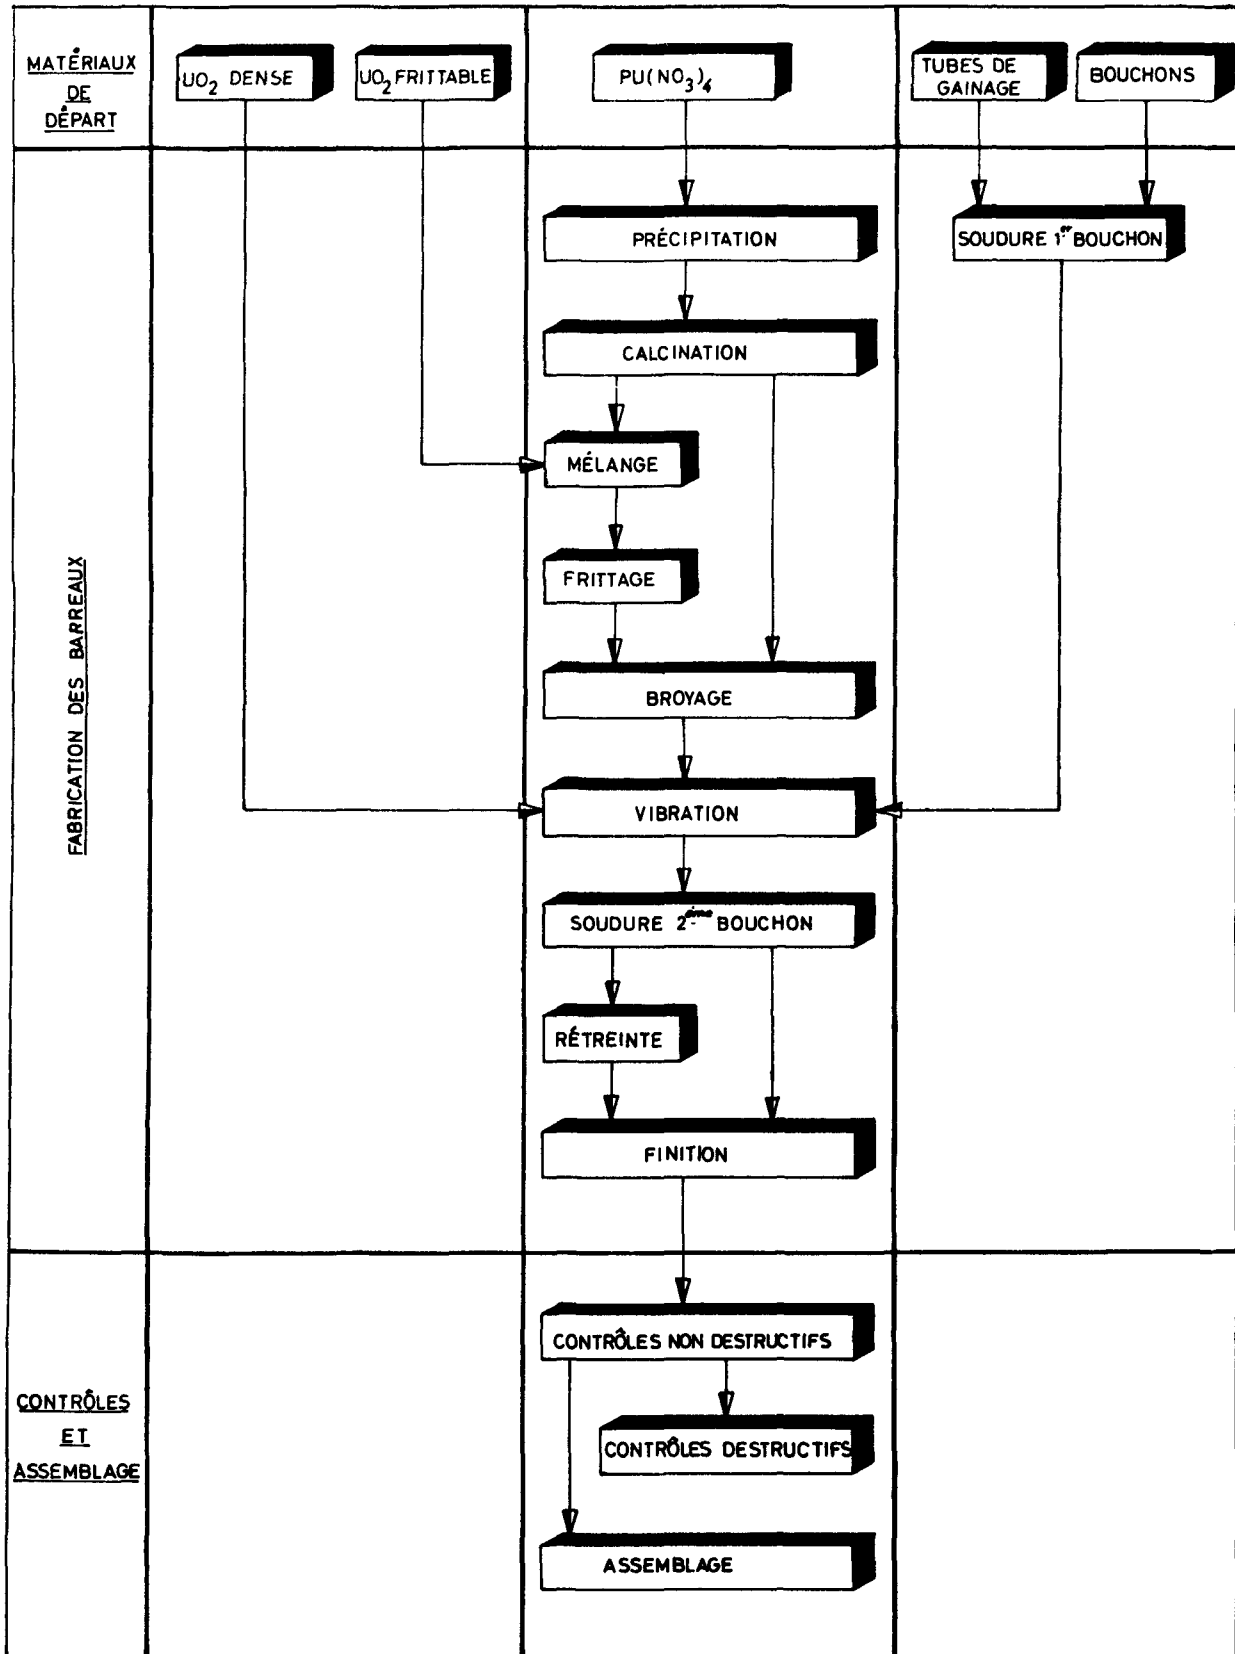 MATÉRIAUX
DE
DÉPART
UO2 DENSE
UO2 FRITTABLE
PU(NO3)4
TUBES DE
GAINAGE
BOUCHONS
FABRICATION DES BARREAUX
PRÉCIPITATION
SOUDURE 1er BOUCHON
CALCINATION
MÉLANGE
FRITTAGE
BROYAGE
VIBRATION
SOUDURE 2ème BOUCHON
RÉTREINTE
FINITION
CONTRÔLES
ET
ASSEMBLAGE
CONTRÔLES NON DESTRUCTIFS
CONTRÔLES DESTRUCTIFS
ASSEMBLAGE